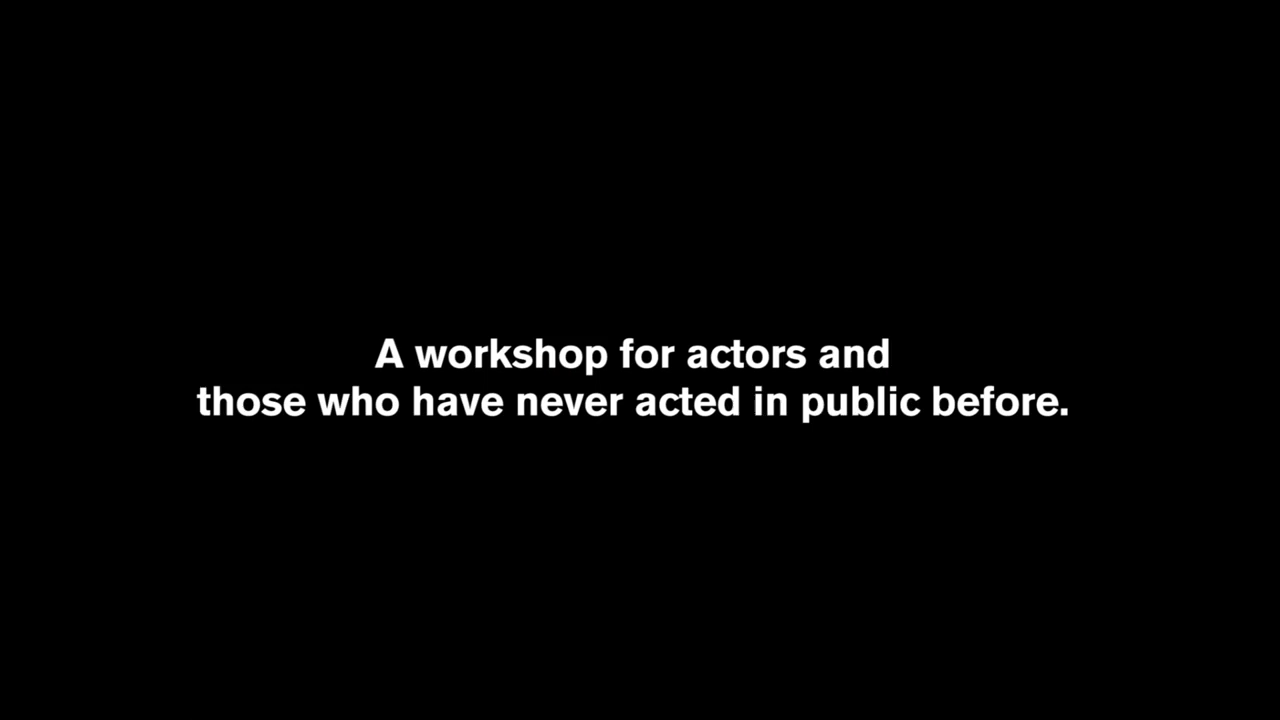 A workshop for actors and
those who have never acted in public before.